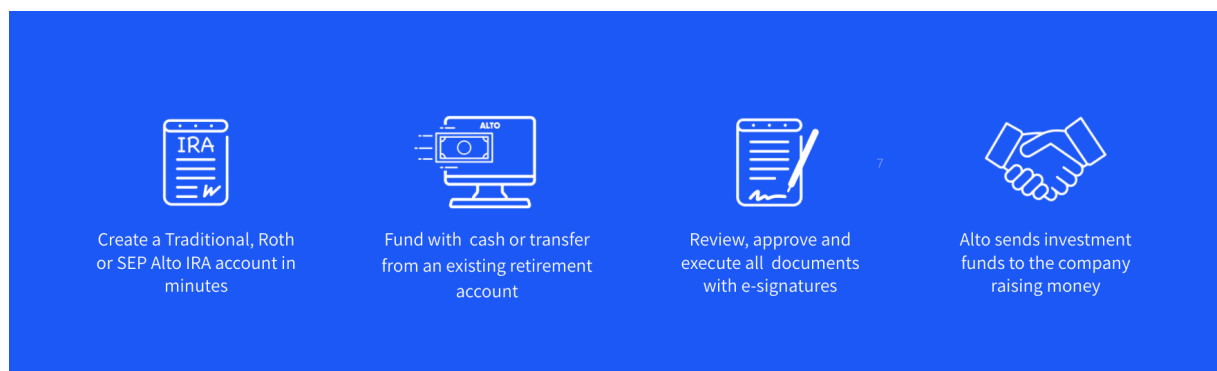 IRA
Create a Traditional, Roth
or SEP Alto IRA account in
minutes
ALTO
Fund with  cash or transfer
from an existing retirement
account
Review, approve and
execute all  documents
with e-signatures
7
Alto sends investment
funds to the company
raising money